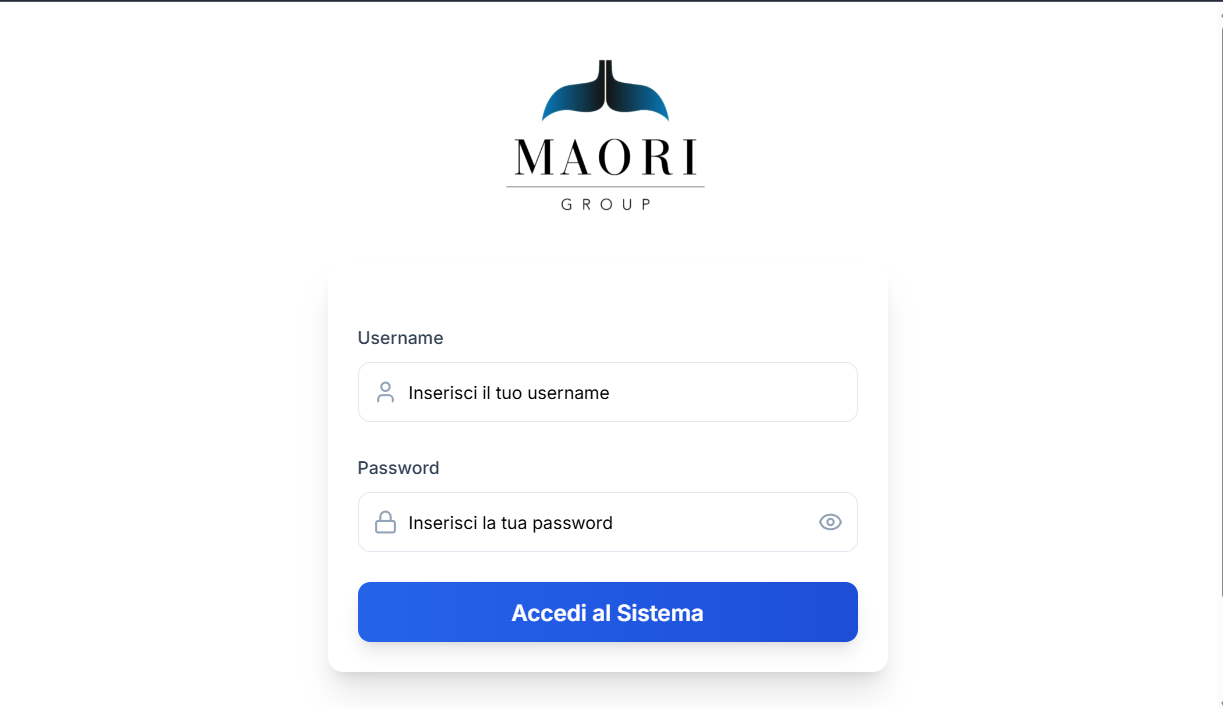 MAORI
GROUP
Username
Inserisci il tuo username
Password
Inserisci la tua password
Accedi al Sistema